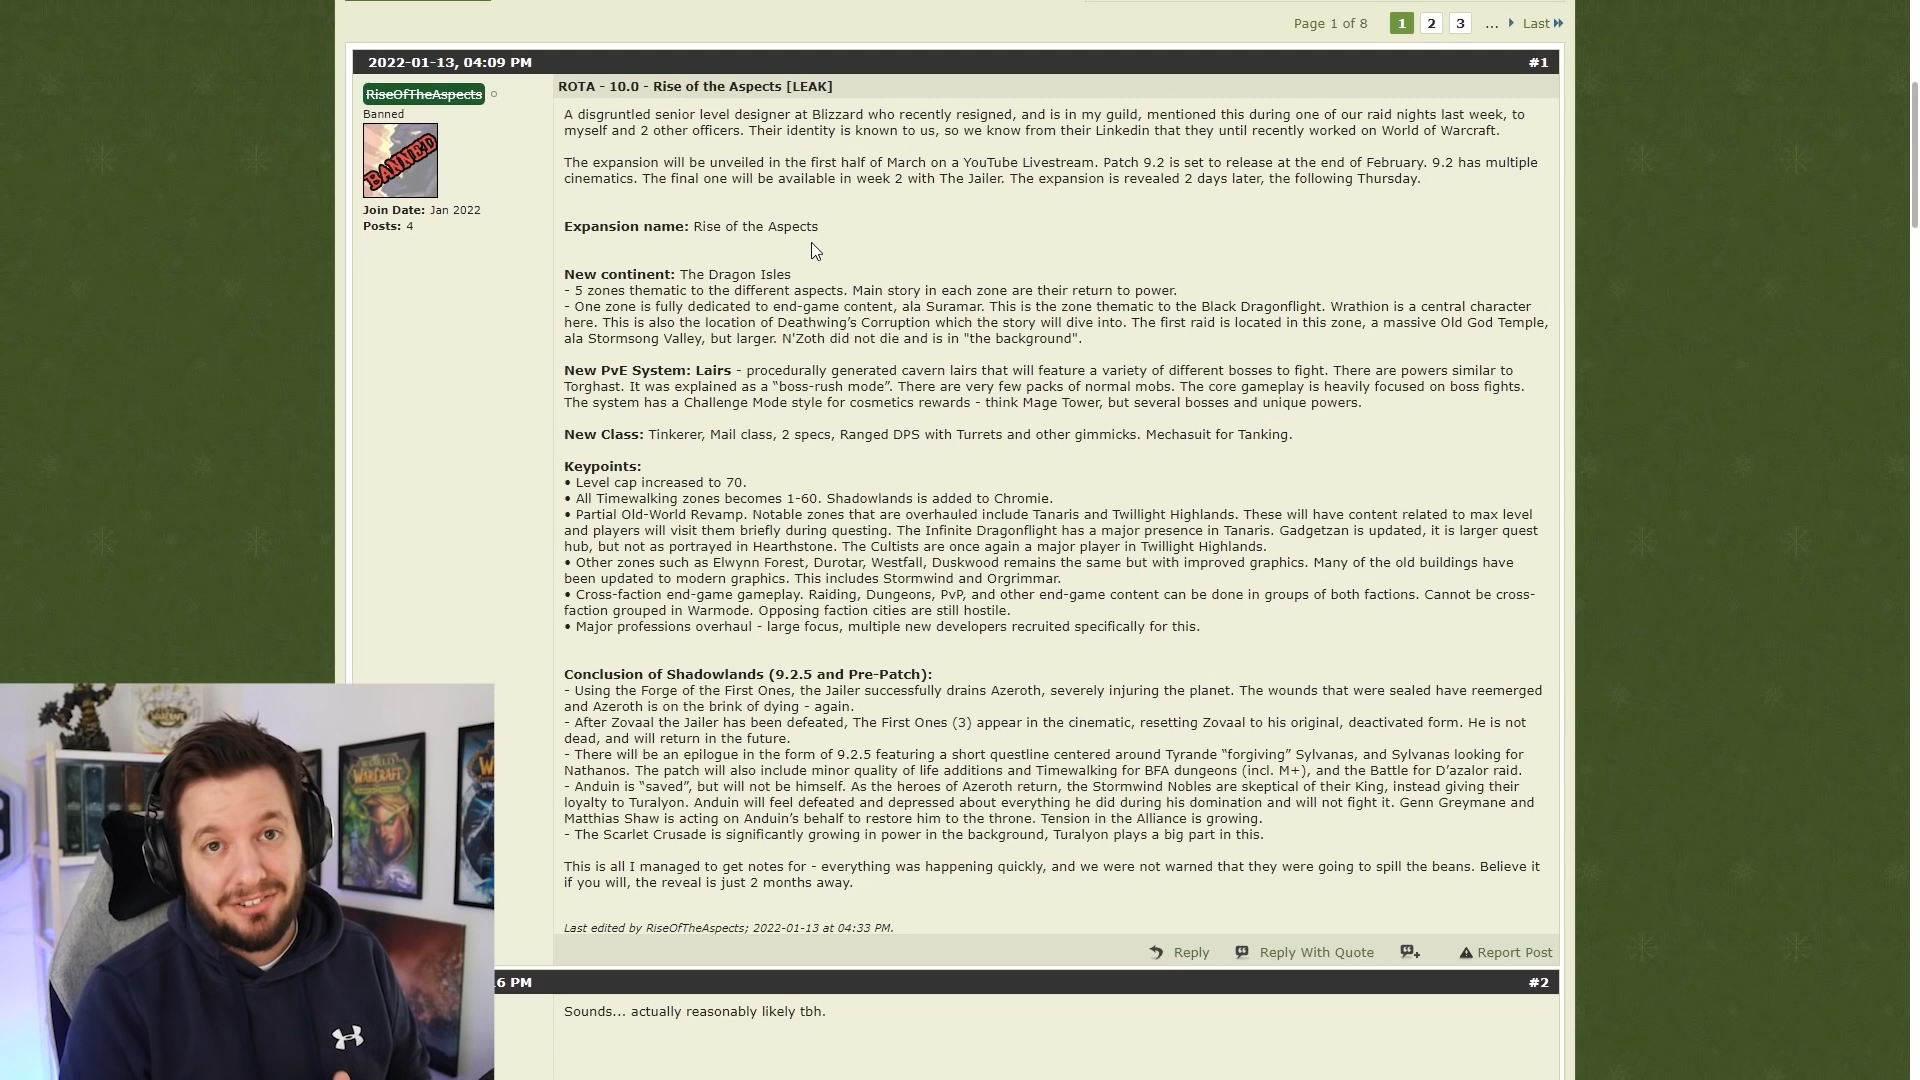 Page 1 of 8 1 2 3 ... Last
2022-01-13, 04:09 PM #1
RiseOfTheAspects
Banned
BANNED
Join Date: Jan 2022
Posts: 4
ROTA - 10.0 - Rise of the Aspects [LEAK]
A disgruntled senior level designer at Blizzard who recently resigned, and is in my guild, mentioned this during one of our raid nights last week, to
myself and 2 other officers. Their identity is known to us, so we know from their Linkedin that they until recently worked on World of Warcraft.
The expansion will be unveiled in the first half of March on a YouTube Livestream. Patch 9.2 is set to release at the end of February. 9.2 has multiple
cinematics. The final one will be available in week 2 with The Jailer. The expansion is revealed 2 days later, the following Thursday.
Expansion name: Rise of the Aspects
New continent: The Dragon Isles
- 5 zones thematic to the different aspects. Main story in each zone are their return to power.
- One zone is fully dedicated to end-game content, ala Suramar. This is the zone thematic to the Black Dragonflight. Wrathion is a central character
here. This is also the location of Deathwing's Corruption which the story will dive into. The first raid is located in this zone, a massive Old God Temple,
ala Stormsong Valley, but larger. N'Zoth did not die and is in "the background".
New PvE System: Lairs - procedurally generated cavern lairs that will feature a variety of different bosses to fight. There are powers similar to
Torghast. It was explained as a “boss-rush mode”. There are very few packs of normal mobs. The core gameplay is heavily focused on boss fights.
The system has a Challenge Mode style for cosmetics rewards - think Mage Tower, but several bosses and unique powers.
New Class: Tinkerer, Mail class, 2 specs, Ranged DPS with Turrets and other gimmicks. Mechasuit for Tanking.
Keypoints:
• Level cap increased to 70.
• All Timewalking zones becomes 1-60. Shadowlands is added to Chromie.
• Partial Old-World Revamp. Notable zones that are overhauled include Tanaris and Twillight Highlands. These will have content related to max level
and players will visit them briefly during questing. The Infinite Dragonflight has a major presence in Tanaris. Gadgetzan is updated, it is larger quest
hub, but not as portrayed in Hearthstone. The Cultists are once again a major player in Twillight Highlands.
• Other zones such as Elwynn Forest, Durotar, Westfall, Duskwood remains the same but with improved graphics. Many of the old buildings have
been updated to modern graphics. This includes Stormwind and Orgrimmar.
• Cross-faction end-game gameplay. Raiding, Dungeons, PvP, and other end-game content can be done in groups of both factions. Cannot be cross-
faction grouped in Warmode. Opposing faction cities are still hostile.
• Major professions overhaul - large focus, multiple new developers recruited specifically for this.
Conclusion of Shadowlands (9.2.5 and Pre-Patch):
- Using the Forge of the First Ones, the Jailer successfully drains Azeroth, severely injuring the planet. The wounds that were sealed have reemerged
and Azeroth is on the brink of dying - again.
- After Zovaal the Jailer has been defeated, The First Ones (3) appear in the cinematic, resetting Zovaal to his original, deactivated form. He is not
dead, and will return in the future.
- There will be an epilogue in the form of 9.2.5 featuring a short questline centered around Tyrande “forgiving” Sylvanas, and Sylvanas looking for
Nathanos. The patch will also include minor quality of life additions and Timewalking for BFA dungeons (incl. M+), and the Battle for D'azalor raid.
- Anduin is “saved”, but will not be himself. As the heroes of Azeroth return, the Stormwind Nobles are skeptical of their King, instead giving their
loyalty to Turalyon. Anduin will feel defeated and depressed about everything he did during his domination and will not fight it. Genn Greymane and
Matthias Shaw is acting on Anduin's behalf to restore him to the throne. Tension in the Alliance is growing.
- The Scarlet Crusade is significantly growing in power in the background, Turalyon plays a big part in this.
This is all I managed to get notes for - everything was happening quickly, and we were not warned that they were going to spill the beans. Believe it
if you will, the reveal is just 2 months away.
Last edited by RiseOfTheAspects; 2022-01-13 at 04:33 PM.
Reply Reply With Quote Report Post
6 PM #2
Sounds... actually reasonably likely tbh.
WARCRAFT